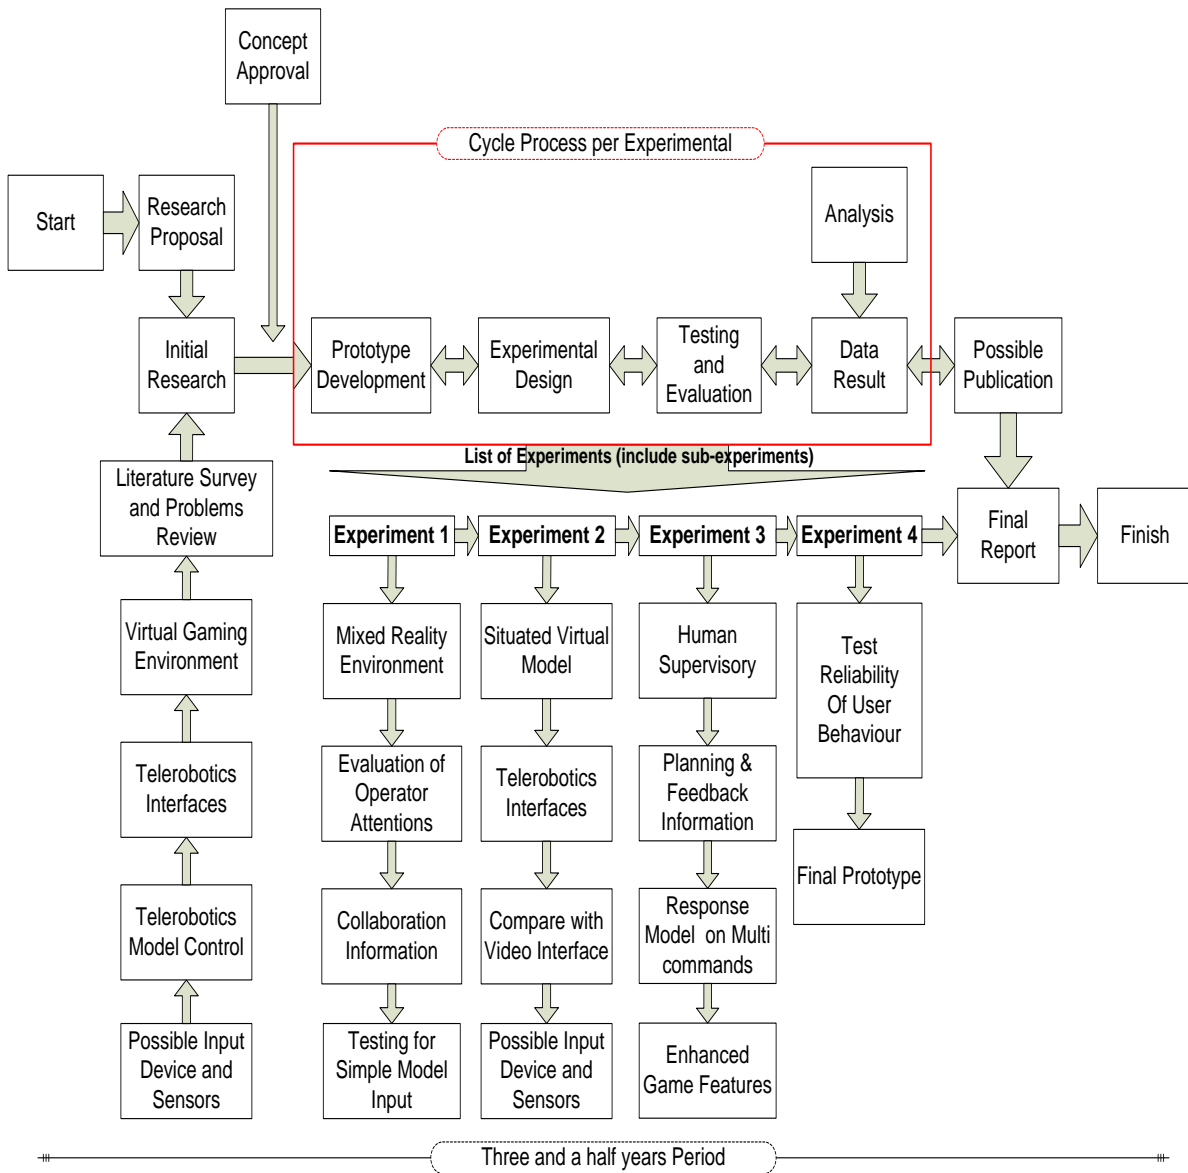 Concept
Approval
Cycle Process per Experimental
Start
Research
Proposal
Analysis
Initial
Research
Prototype
Development
Experimental
Design
Testing
and
Evaluation
Data
Result
Possible
Publication
List of Experiments (include sub-experiments)
Literature Survey
and Problems
Review
Experiment 1
Experiment 2
Experiment 3
Experiment 4
Final
Report
Finish
Virtual Gaming
Environment
Mixed Reality
Environment
Situated Virtual
Model
Human
Supervisory
Test
Reliability
Of User
Behaviour
Telerobotics
Interfaces
Evaluation of
Operator
Attentions
Telerobotics
Interfaces
Planning &
Feedback
Information
Final Prototype
Telerobotics
Model Control
Collaboration
Information
Compare with
Video Interface
Response
Model on Multi
commands
Possible Input
Device and
Sensors
Testing for
Simple Model
Input
Possible Input
Device and
Sensors
Enhanced
Game Features
Three and a half years Period